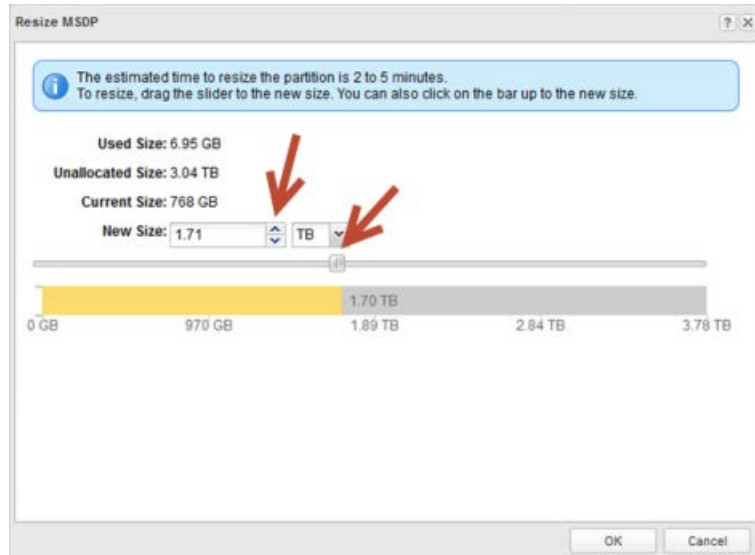 Resize MSDP
? X
The estimated time to resize the partition is 2 to 5 minutes.
To resize, drag the slider to the new size. You can also click on the bar up to the new size.
Used Size: 6.95 GB
Unallocated Size: 3.04 TB
Current Size: 768 GB
New Size: 1.71 TB
1.70 TB
0 GB 970 GB 1.89 TB 2.84 TB 3.78 TB
OK Cancel